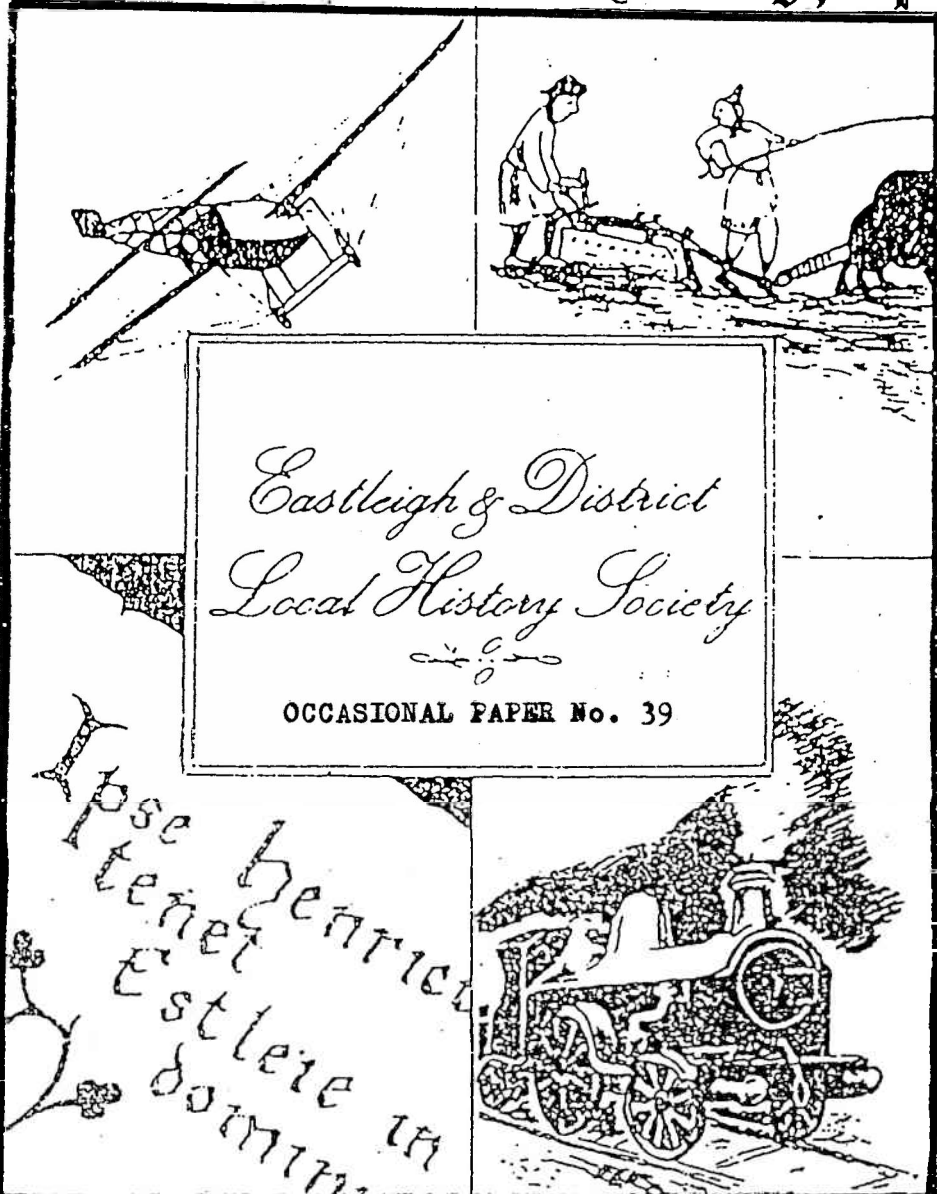 Eastleigh & District
Local History Society
OCCASIONAL PAPER No. 39
Ipse henric
tenet
Estleie in
domin